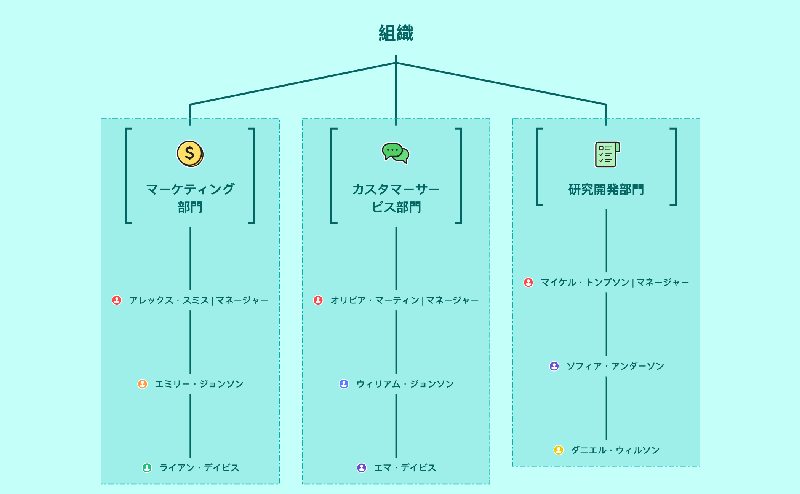 組織
マーケティング
部門
アレックス・スミス | マネージャー
エミリー・ジョンソン
ライアン・デイビス
カスタマーサー
ビス部門
オリビア・マーティン | マネージャー
ウィリアム・ジョンソン
エマ・デイビス
研究開発部門
マイケル・トンプソン | マネージャー
ソフィア・アンダーソン
ダニエル・ウィルソン